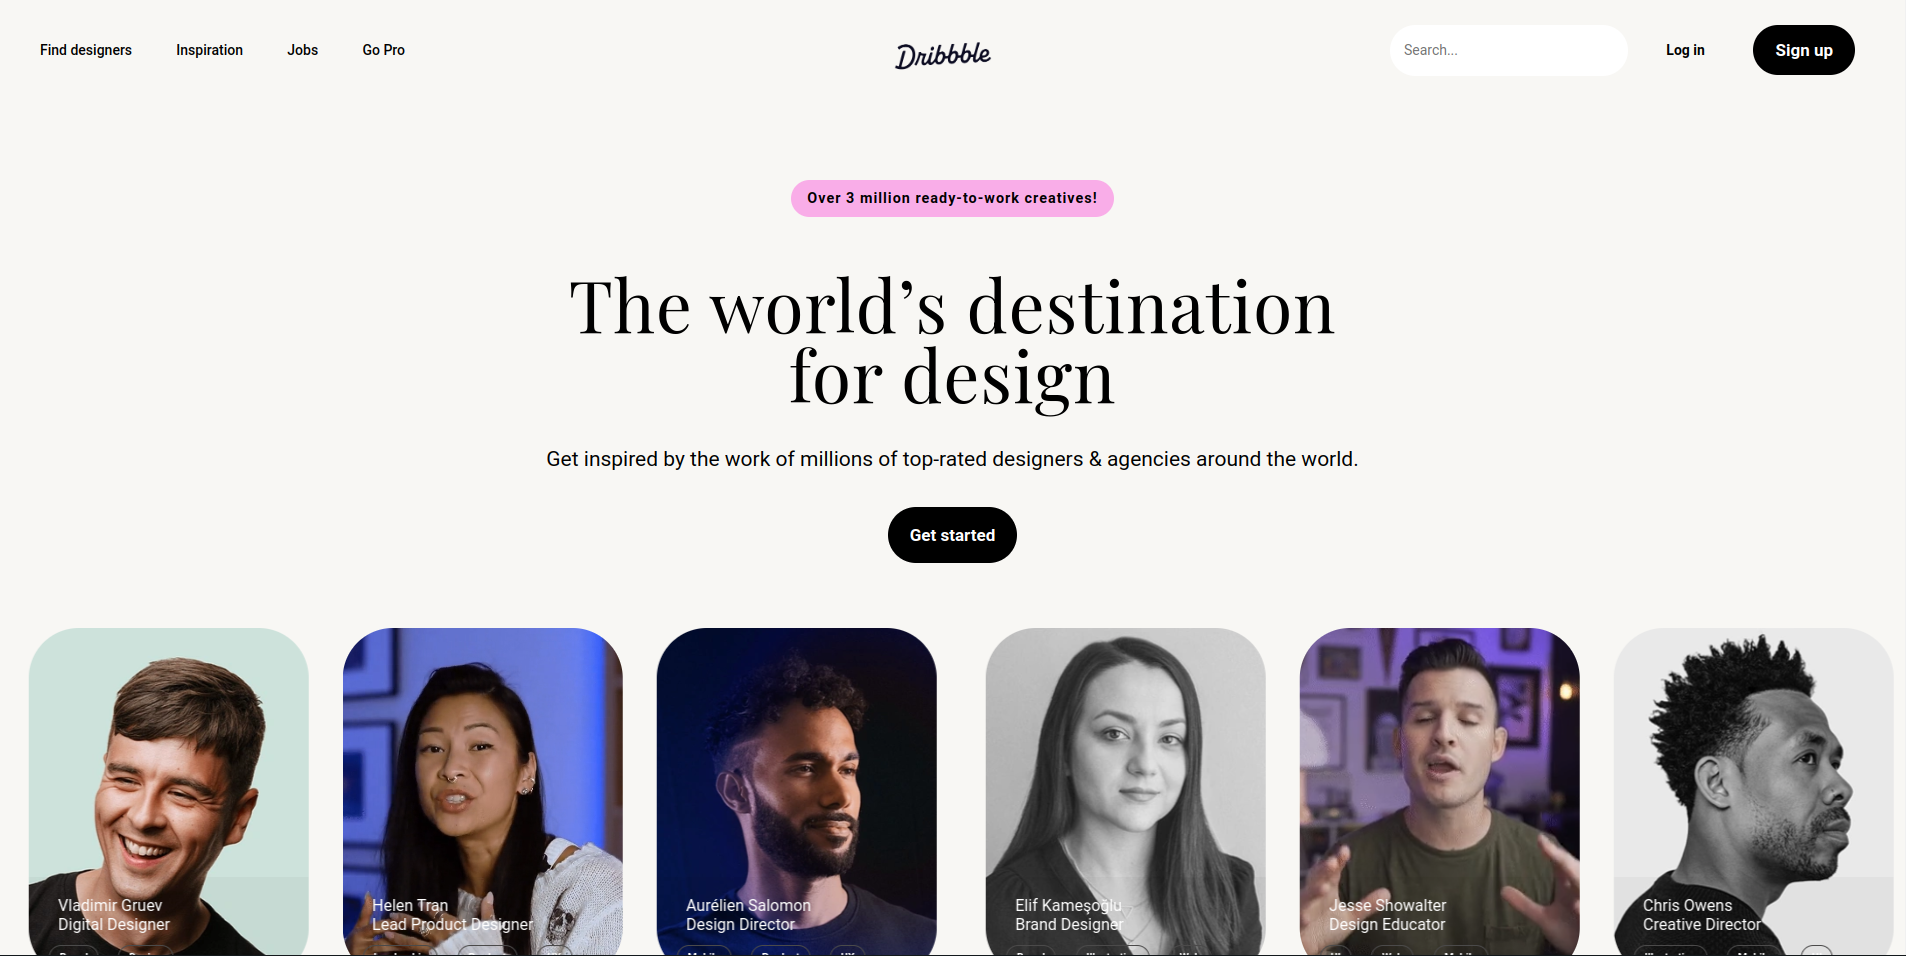 Find designers
Inspiration
Jobs
Go Pro
Dribbble
Search...
Log in
Sign up
Over 3 million ready-to-work creatives!
The world’s destination
for design
Get inspired by the work of millions of top-rated designers & agencies around the world.
Get started
Vladimir Gruev
Digital Designer
Helen Tran
Lead Product Designer
Aurélien Salomon
Design Director
Elif Kameşoğlu
Brand Designer
Jesse Showalter
Design Educator
Chris Owens
Creative Director